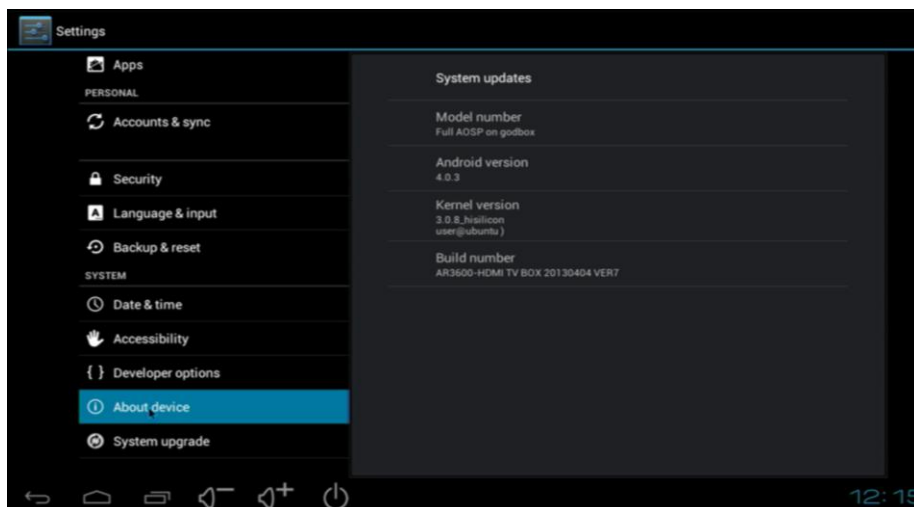 Settings
Apps
PERSONAL
Accounts & sync
Security
Language & input
Backup & reset
SYSTEM
Date & time
Accessibility
{ } Developer options
About device
System upgrade
System updates
Model number
Full AOSP on godbox
Android version
4.0.3
Kernel version
3.0.8_hisilicon
user@ubuntu )
Build number
AR3600-HDMI TV BOX 20130404 VER7
12:15